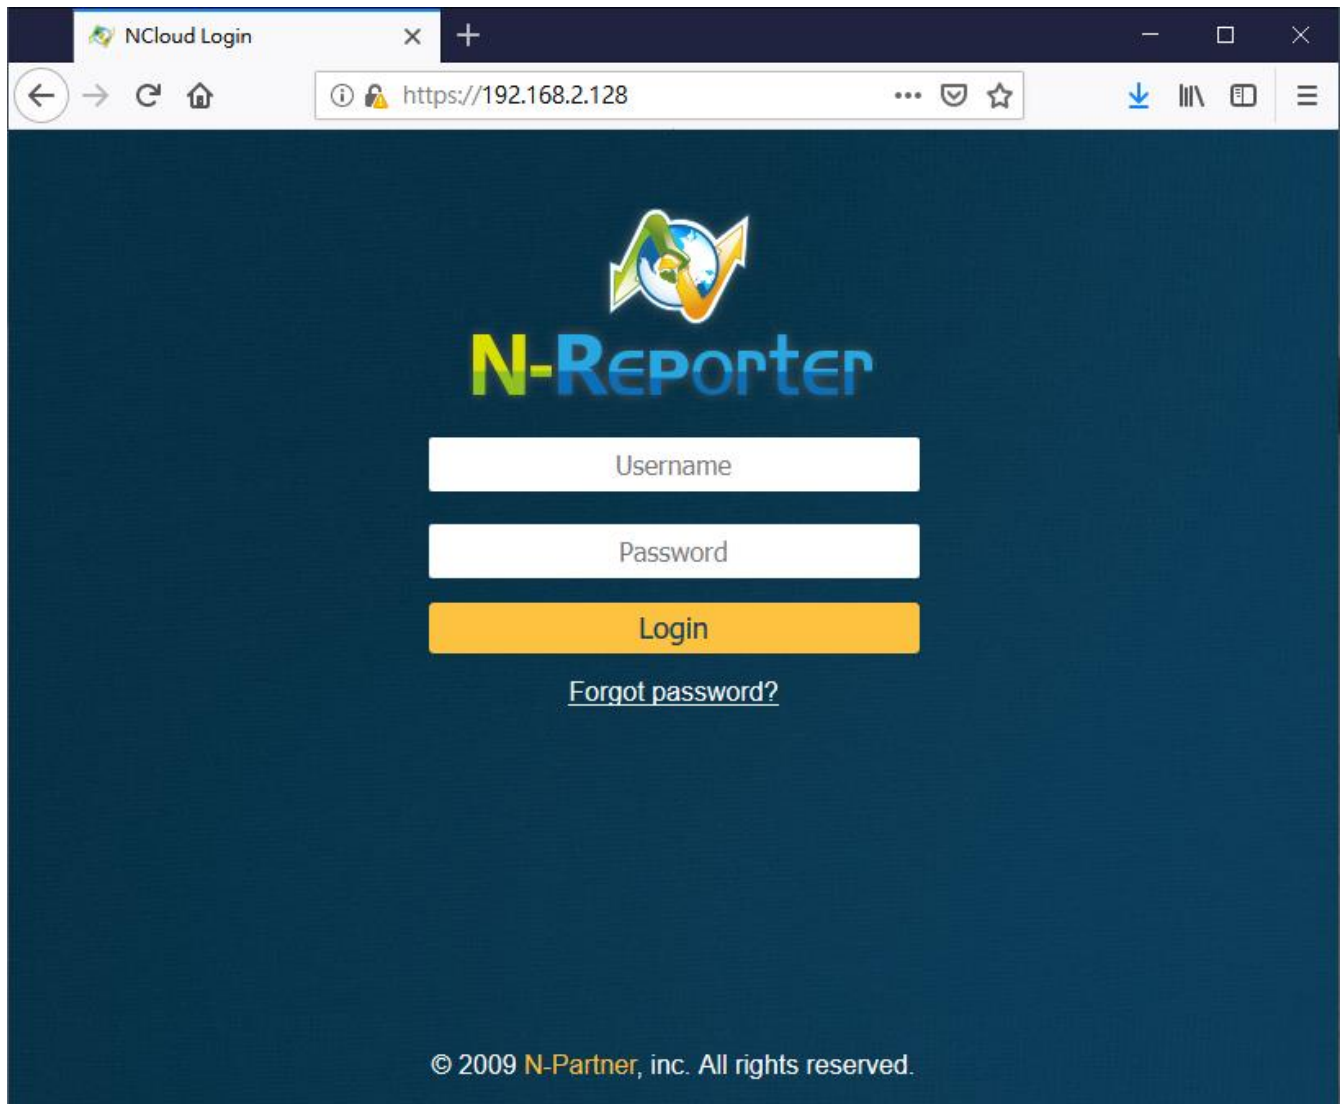 NCloud Login
https://192.168.2.128
N-Reporter
Username
Password
Login
Forgot password?
© 2009 N-Partner, inc. All rights reserved.